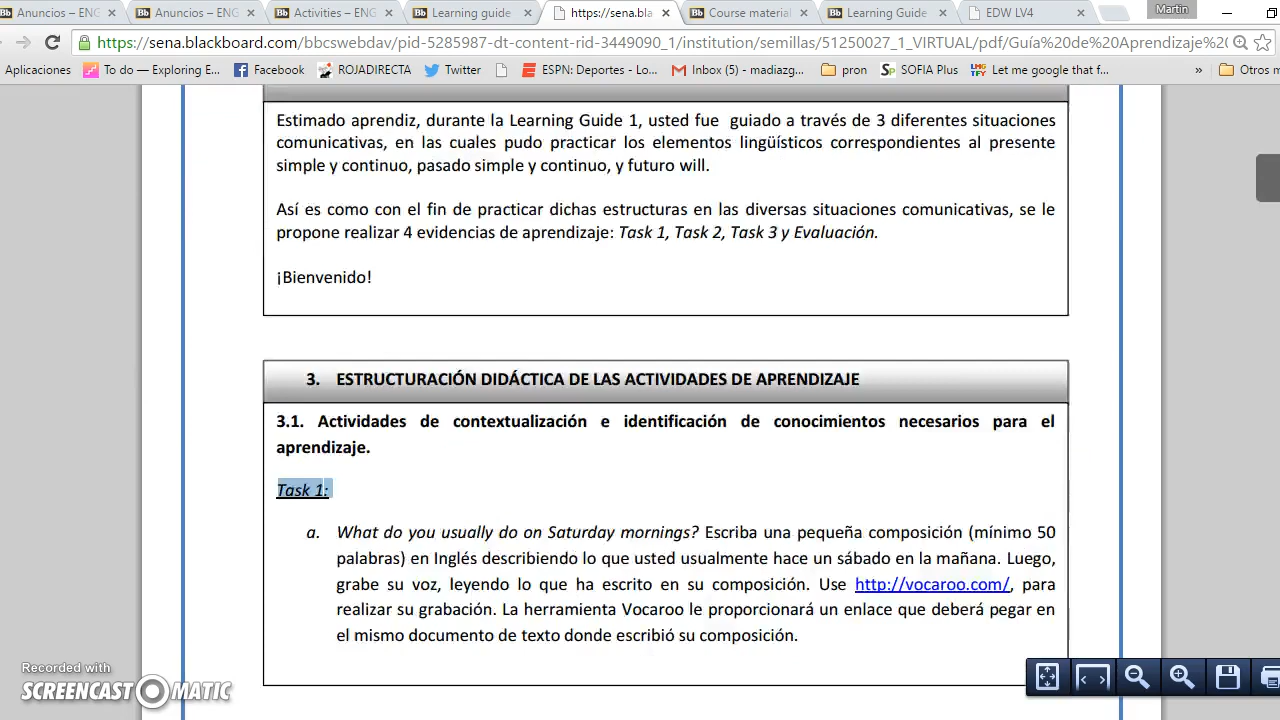 Martin
Anuncios – ENG
Anuncios – ENG
Activities – ENG
Learning guide
https://sena.bla
Course material
Learning Guide
EDW LV4
https://sena.blackboard.com/bbcswebdav/pid-5285987-dt-content-rid-3449090_1/institution/semillas/51250027_1_VIRTUAL/pdf/Guía%20de%20Aprendizaje%20
Aplicaciones
To do — Exploring E...
Facebook
ROJADIRECTA
Twitter
ESPN: Deportes - Lo...
Inbox (5) - madiazg...
pron
SOFIA Plus
Let me google that f...
»
Otros m
Estimado aprendiz, durante la Learning Guide 1, usted fue guiado a través de 3 diferentes situaciones
comunicativas, en las cuales pudo practicar los elementos lingüísticos correspondientes al presente
simple y continuo, pasado simple y continuo, y futuro will.
Así es como con el fin de practicar dichas estructuras en las diversas situaciones comunicativas, se le
propone realizar 4 evidencias de aprendizaje: Task 1, Task 2, Task 3 y Evaluación.
¡Bienvenido!
3. ESTRUCTURACIÓN DIDÁCTICA DE LAS ACTIVIDADES DE APRENDIZAJE
3.1. Actividades de contextualización e identificación de conocimientos necesarios para el
aprendizaje.
Task 1:
a. What do you usually do on Saturday mornings? Escriba una pequeña composición (mínimo 50
palabras) en Inglés describiendo lo que usted usualmente hace un sábado en la mañana. Luego,
grabe su voz, leyendo lo que ha escrito en su composición. Use http://vocaroo.com/, para
realizar su grabación. La herramienta Vocaroo le proporcionará un enlace que deberá pegar en
el mismo documento de texto donde escribió su composición.
Recorded with
SCREENCAST MATIC